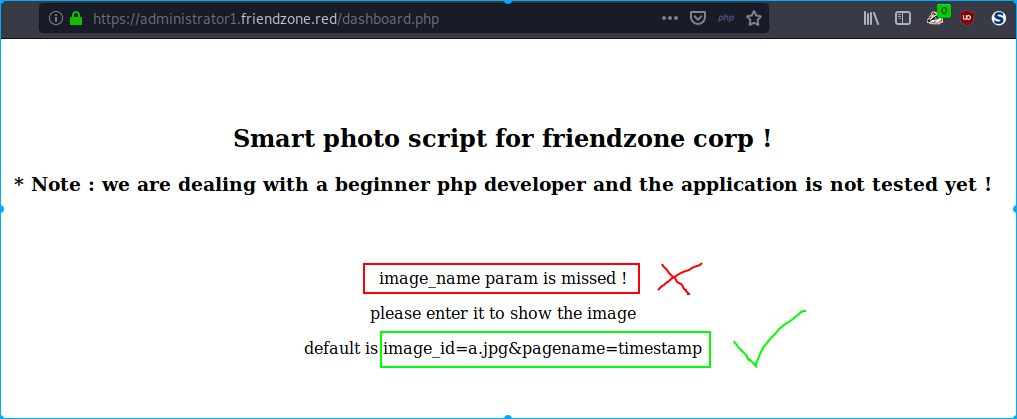 https://administrator1.friendzone.red/dashboard.php
php
0
Smart photo script for friendzone corp !
* Note : we are dealing with a beginner php developer and the application is not tested yet !
image_name param is missed !
please enter it to show the image
default is image_id=a.jpg&pagename=timestamp